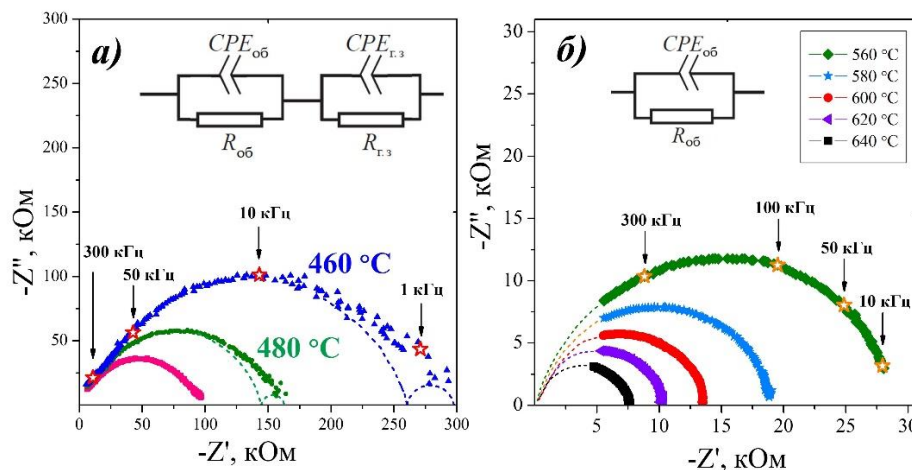 а)
CPEоб
CPEг.з
Rоб
Rг.з
300 кГц
50 кГц
10 кГц
1 кГц
460 °C
480 °C
-Z'', кОм
300
250
200
150
100
50
0
0 50 100 150 200 250 300
-Z', кОм
б)
CPEоб
Rоб
560 °C
580 °C
600 °C
620 °C
640 °C
300 кГц
100 кГц
50 кГц
10 кГц
-Z'', кОм
30
25
20
15
10
5
0
5 10 15 20 25 30
-Z', кОм